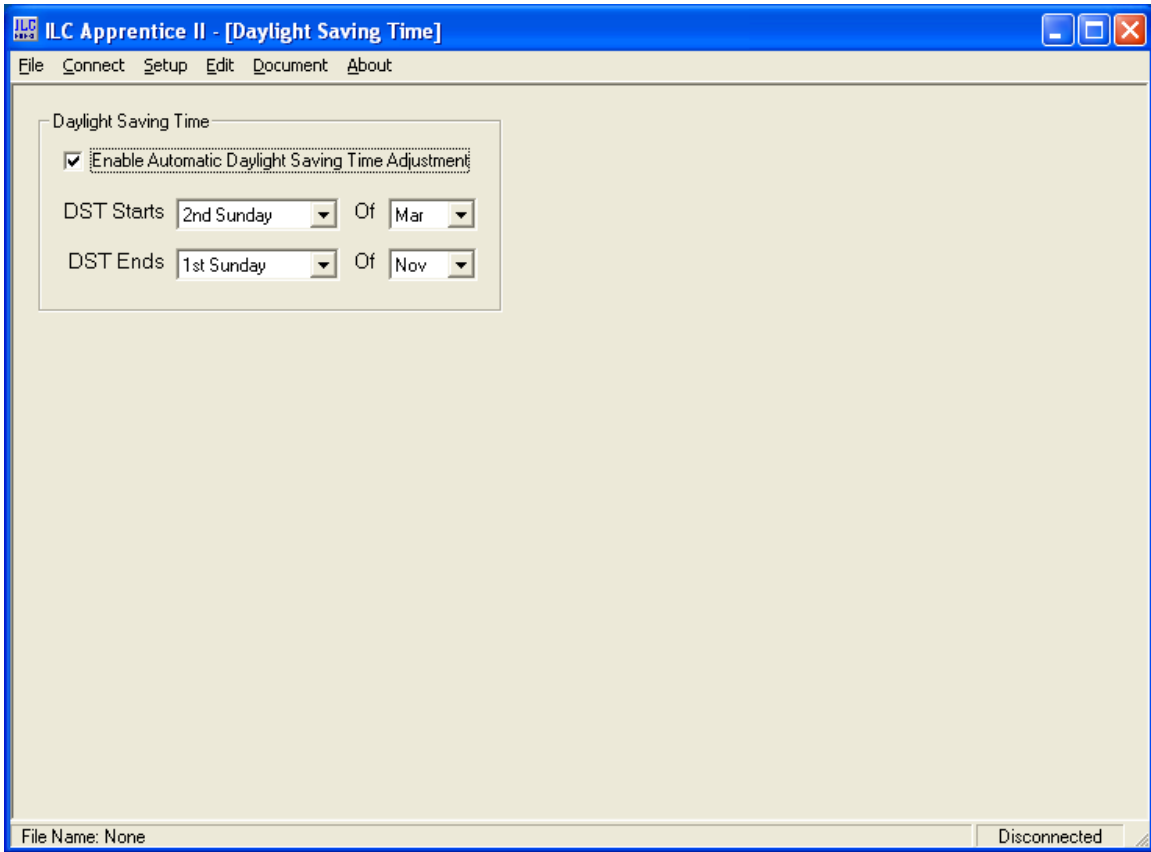 ILC Apprentice II - [Daylight Saving Time]
File Connect Setup Edit Document About
Daylight Saving Time
Enable Automatic Daylight Saving Time Adjustment
DST Starts 2nd Sunday Of Mar
DST Ends 1st Sunday Of Nov
File Name: None Disconnected